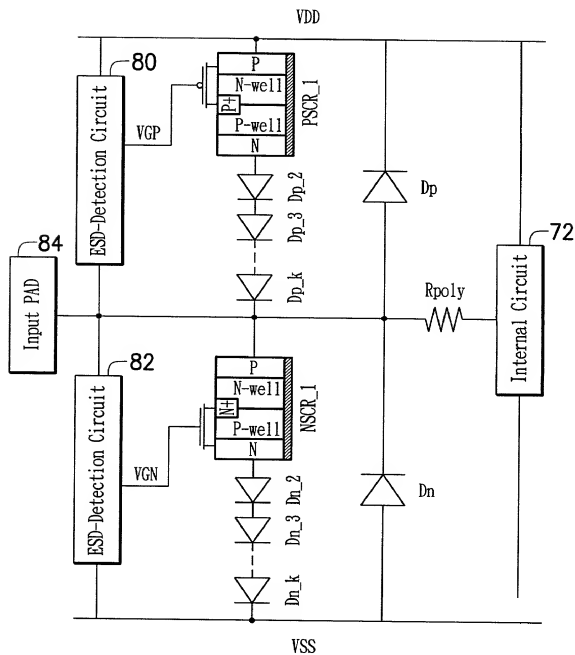 VDD
80
ESD-Detection Circuit
VGP
P
N-well
P+
P-well
N
PSCR_1
Dp_2
Dp_3
Dp_k
Dp
84
Input PAD
72
Internal Circuit
Rpoly
82
ESD-Detection Circuit
VGN
P
N-well
N+
P-well
N
NSCR_1
Dn_2
Dn_3
Dn_k
Dn
VSS